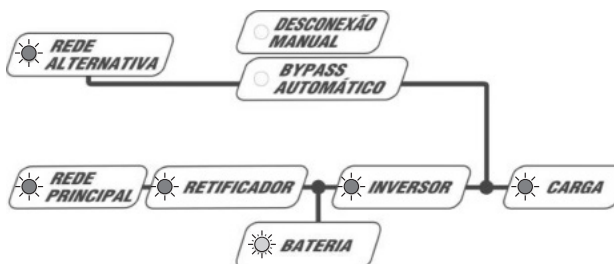 DESCONEXÃO
MANUAL
REDE
ALTERNATIVA
BYPASS
AUTOMÁTICO
REDE
PRINCIPAL
RETIFICADOR
INVERSOR
CARGA
BATERIA